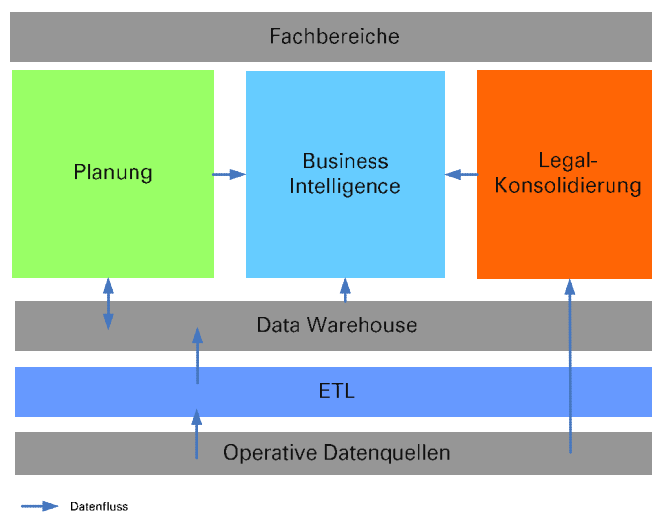 Fachbereiche
Planung
Business
Intelligence
Legal-
Konsolidierung
Data Warehouse
ETL
Operative Datenquellen
Datenfluss